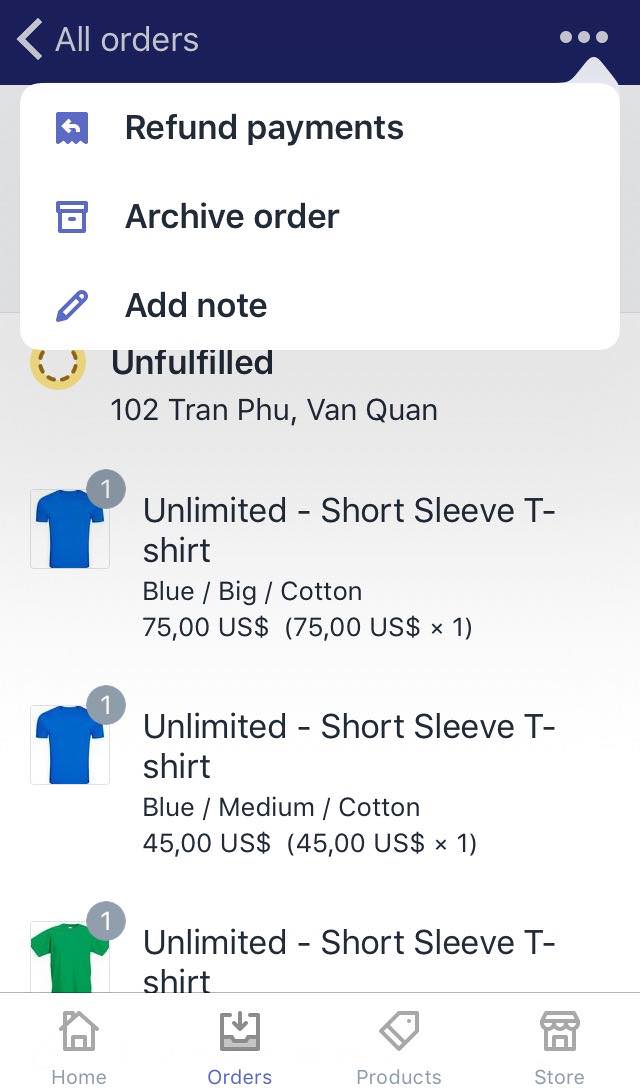 All orders
Refund payments
Archive order
Add note
Unfulfilled
102 Tran Phu, Van Quan
1
Unlimited - Short Sleeve T-
shirt
Blue / Big / Cotton
75,00 US$ (75,00 US$ × 1)
1
Unlimited - Short Sleeve T-
shirt
Blue / Medium / Cotton
45,00 US$ (45,00 US$ × 1)
1
Unlimited - Short Sleeve T-
shirt
Home Orders Products Store